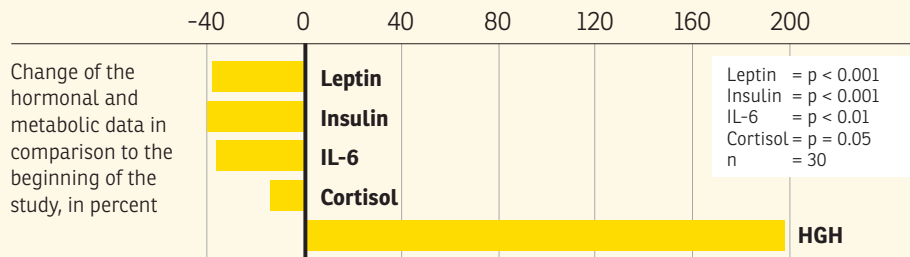 -40 0 40 80 120 160 200
Change of the
hormonal and
metabolic data in
comparison to the
beginning of the
study, in percent
Leptin
Insulin
IL-6
Cortisol
HGH
Leptin = p < 0.001
Insulin = p < 0.001
IL-6 = p < 0.01
Cortisol = p = 0.05
n = 30